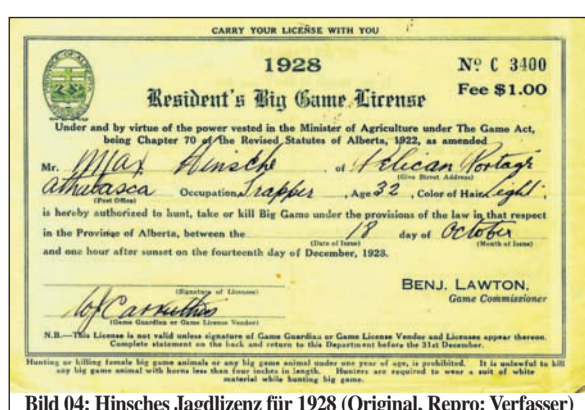 CARRY YOUR LICENSE WITH YOU
1928 Nº C 3400
Resident's Big Game License Fee $1.00
Under and by virtue of the power vested in the Minister of Agriculture under The Game Act,
being Chapter 70 of the Revised Statutes of Alberta, 1922, as amended
Mr. Max Hinsche, of Pelican Portage
(Give Street Address)
Athabasca Occupation Trapper, Age 32, Color of Hair Light,
(Post Office)
is hereby authorized to hunt, take or kill Big Game under the provisions of the law in that respect
in the Province of Alberta, between the 18 day of October
(Date of Issue) (Month of Issue)
and one hour after sunset on the fourteenth day of December, 1928.
(Signature of Licensee) BENJ. LAWTON,
Game Commissioner
Carruthers
(Game Guardian or Game License Vendor)
N.B.—This License is not valid unless signature of Game Guardian or Game License Vendor and Licensee appear thereon.
Complete statement on the back and return to this Department before the 31st December.
Hunting or killing female big game animals or any big game animal under one year of age, is prohibited. It is unlawful to kill
any big game animal with horns less than four inches in length. Hunters are required to wear a suit of white
material while hunting big game.
Bild 04: Hinsches Jagdlizenz für 1928 (Original, Repro: Verfasser)